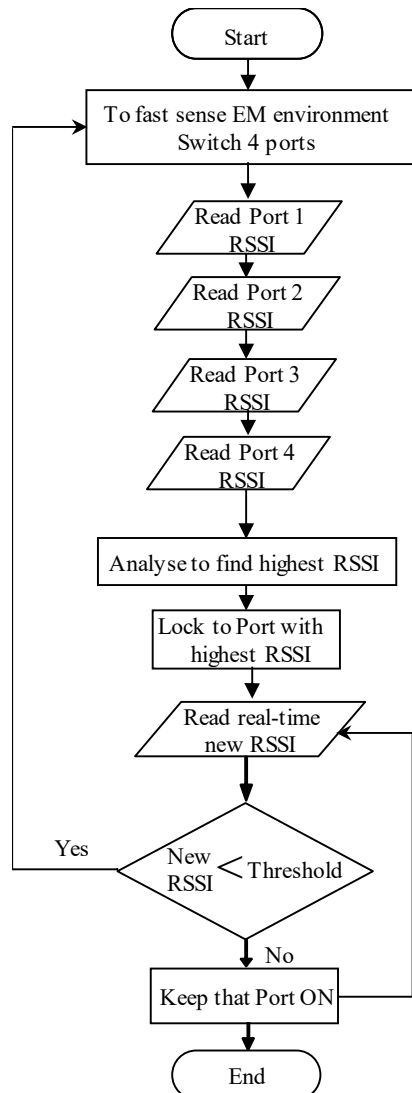 Start
To fast sense EM environment
Switch 4 ports
Read Port 1
RSSI
Read Port 2
RSSI
Read Port 3
RSSI
Read Port 4
RSSI
Analyse to find highest RSSI
Lock to Port with
highest RSSI
Read real-time
new RSSI
Yes
New < Threshold
RSSI
No
Keep that Port ON
End